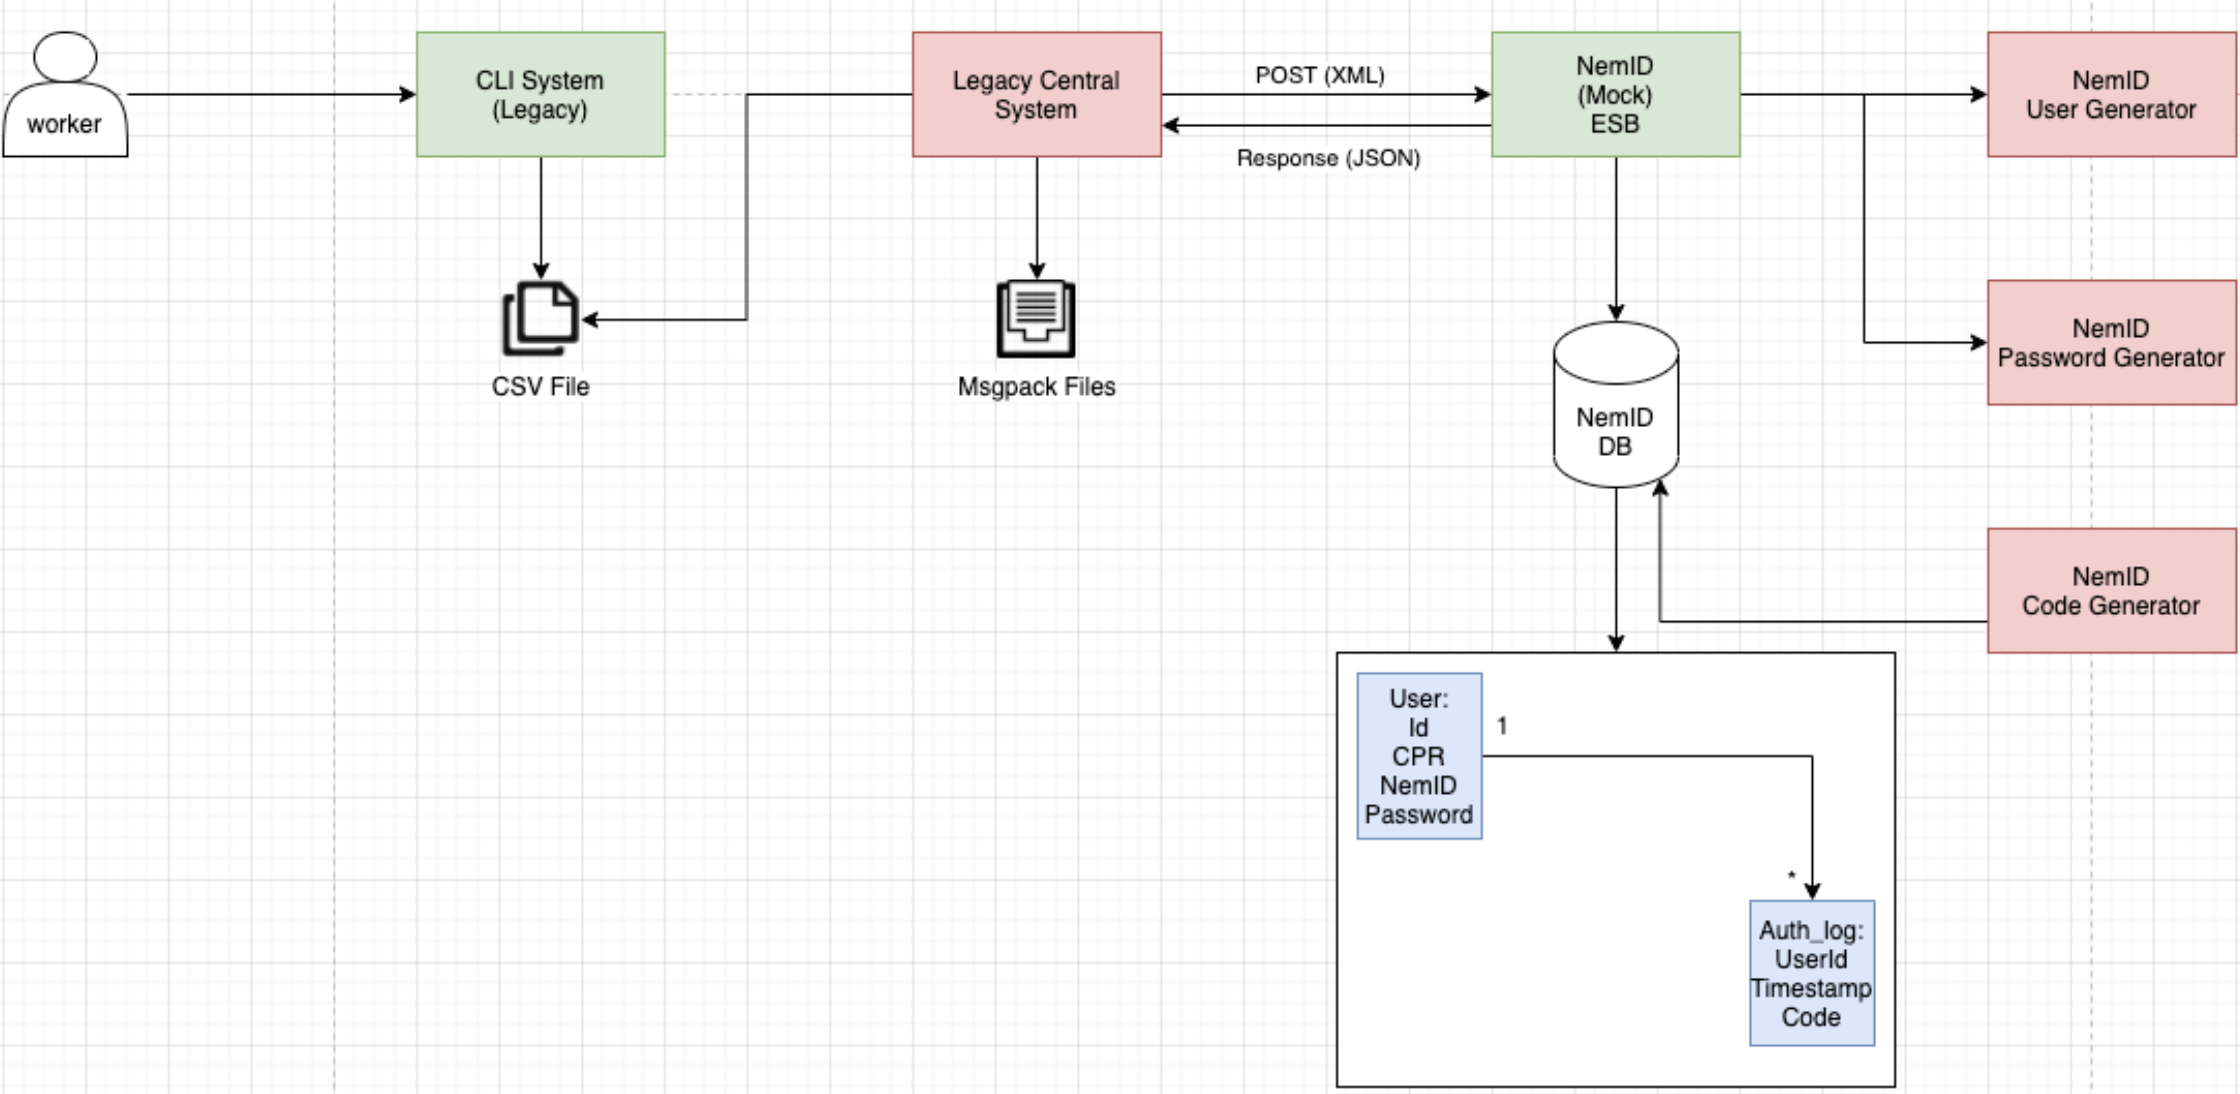 worker
CLI System
(Legacy)
Legacy Central
System
POST (XML)
Response (JSON)
NemID
(Mock)
ESB
NemID
User Generator
CSV File
Msgpack Files
NemID
Password Generator
NemID
DB
NemID
Code Generator
User:
Id
CPR
NemID
Password
1
*
Auth_log:
UserId
Timestamp
Code